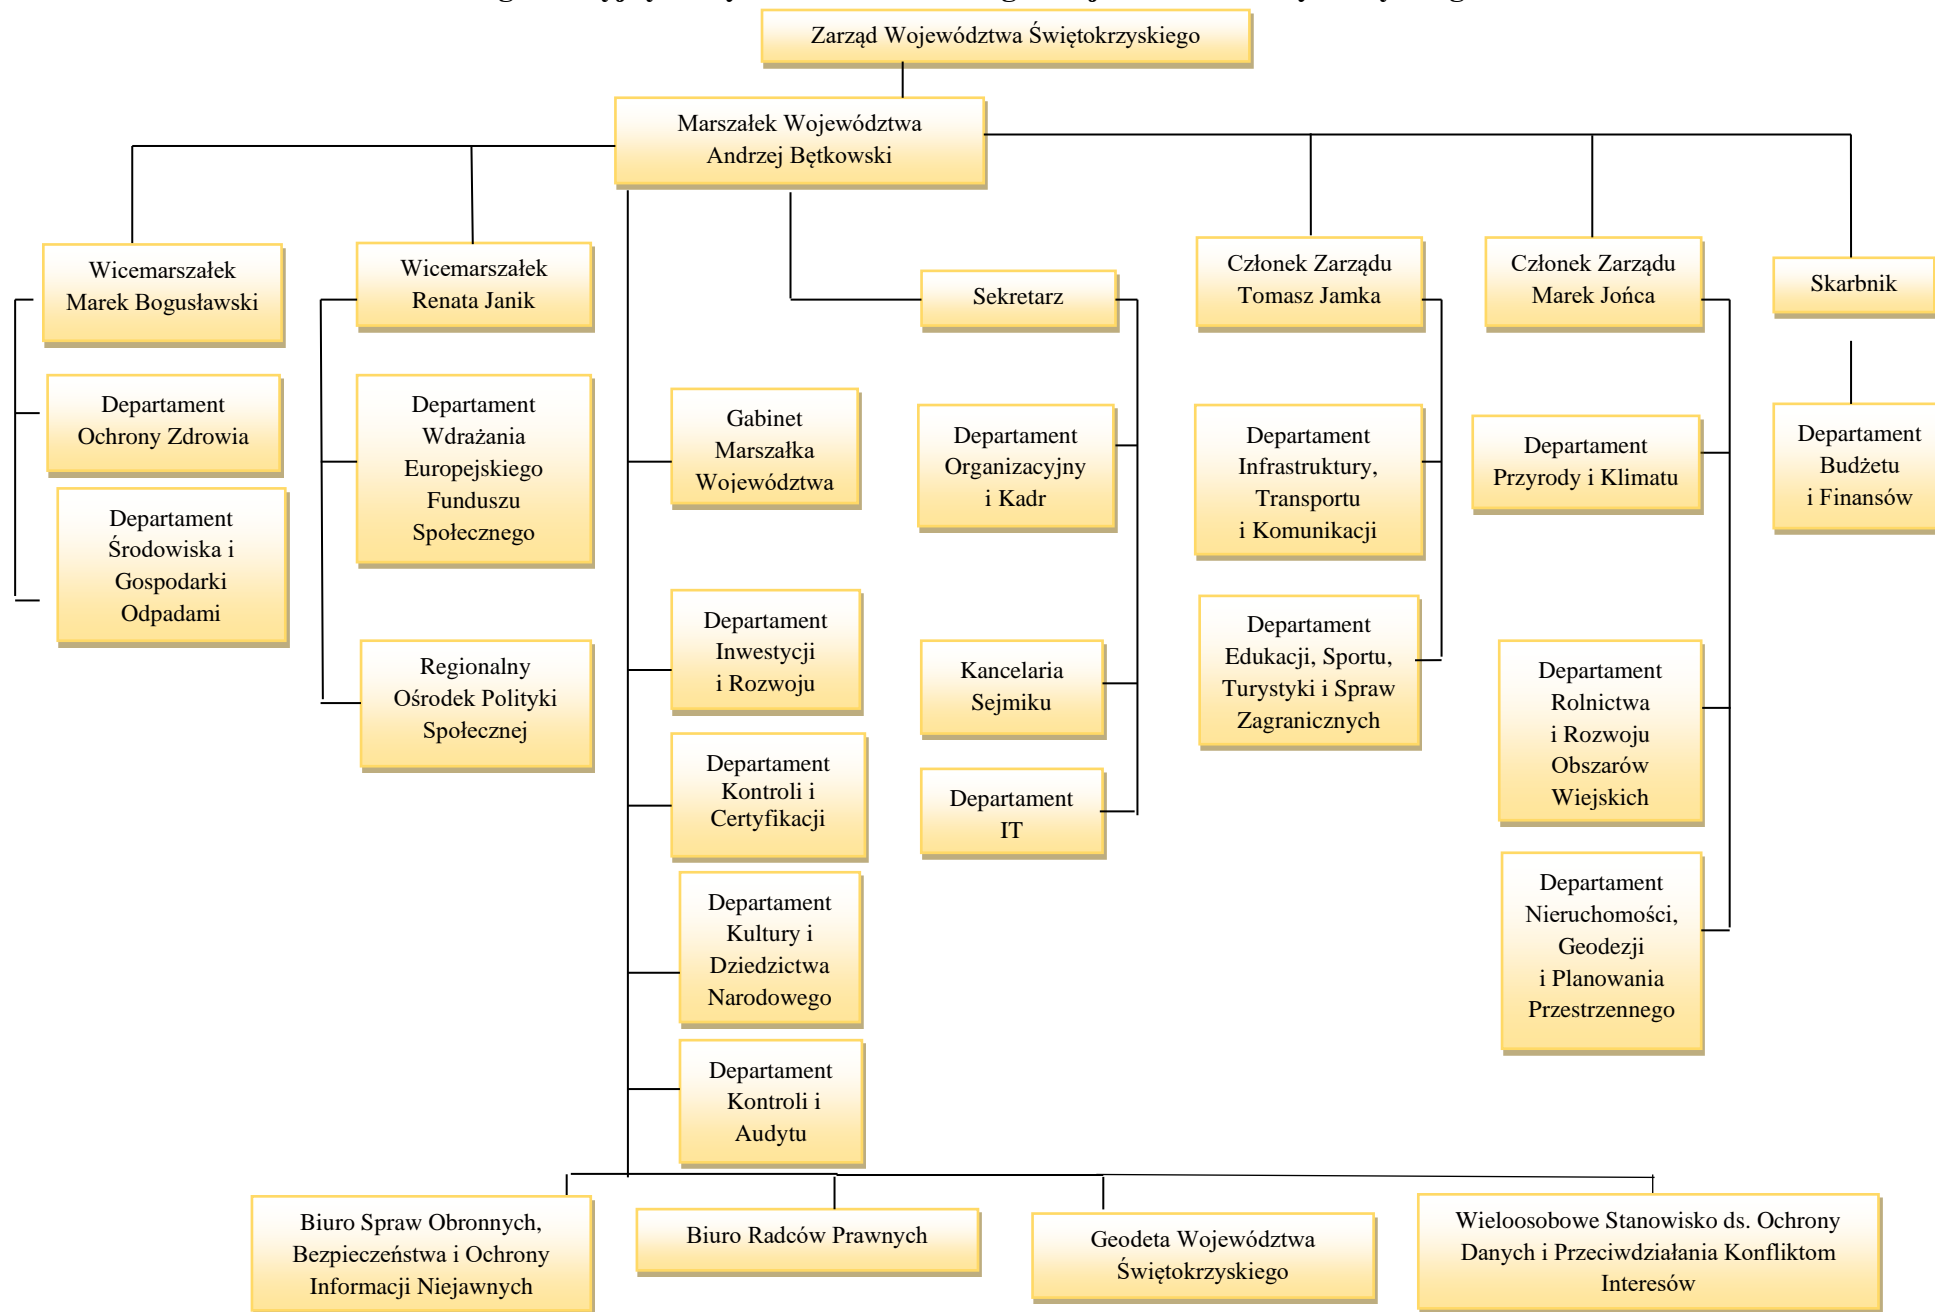 Zarząd Województwa Świętokrzyskiego
Marszałek Województwa
Andrzej Bętkowski
Wicemarszałek
Marek Bogusławski
Wicemarszałek
Renata Janik
Sekretarz
Członek Zarządu
Tomasz Jamka
Członek Zarządu
Marek Jońca
Skarbnik
Departament
Ochrony Zdrowia
Departament
Środowiska i
Gospodarki
Odpadami
Departament
Wdrażania
Europejskiego
Funduszu
Społecznego
Regionalny
Ośrodek Polityki
Społecznej
Gabinet
Marszałka
Województwa
Departament
Inwestycji
i Rozwoju
Departament
Kontroli i
Certyfikacji
Departament
Kultury i
Dziedzictwa
Narodowego
Departament
Kontroli i
Audytu
Departament
Organizacyjny
i Kadr
Kancelaria
Sejmiku
Departament
IT
Departament
Infrastruktury,
Transportu
i Komunikacji
Departament
Edukacji, Sportu,
Turystyki i Spraw
Zagranicznych
Departament
Przyrody i Klimatu
Departament
Rolnictwa
i Rozwoju
Obszarów
Wiejskich
Departament
Nieruchomości,
Geodezji
i Planowania
Przestrzennego
Departament
Budżetu
i Finansów
Biuro Spraw Obronnych,
Bezpieczeństwa i Ochrony
Informacji Niejawnych
Biuro Radców Prawnych
Geodeta Województwa
Świętokrzyskiego
Wieloosobowe Stanowisko ds. Ochrony
Danych i Przeciwdziałania Konfliktom
Interesów